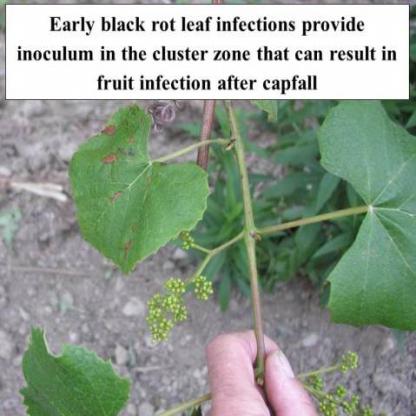 Early black rot leaf infections provide
inoculum in the cluster zone that can result in
fruit infection after capfall